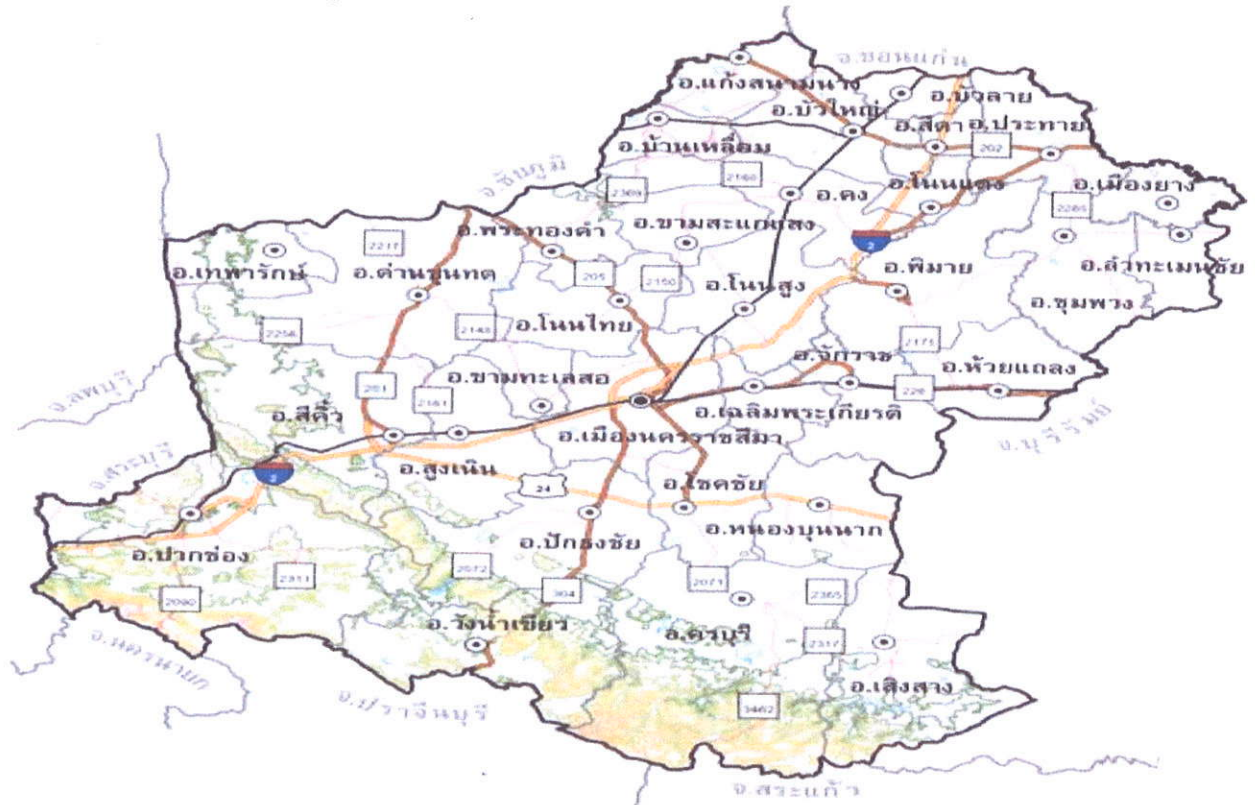 จ.ขอนแก่น
อ.แก้งสนามนาง
อ.บัวลาย
อ.บัวใหญ่
อ.สีดา
อ.ประทาย
อ.บ้านเหลื่อม
202
จ.ชัยภูมิ
2369
2160
อ.คง
อ.โนนแดง
อ.เมืองยาง
2285
อ.ขามสะแกแสง
2217
อ.พระทองคำ
2
อ.เทพารักษ์
อ.ด่านขุนทด
205
2150
อ.พิมาย
อ.ลำทะเมนชัย
อ.โนนสูง
อ.ชุมพวง
2256
2148
อ.โนนไทย
2175
อ.จักราช
อ.ห้วยแถลง
จ.ลพบุรี
201
2161
อ.ขามทะเลสอ
226
อ.สีคิ้ว
อ.เฉลิมพระเกียรติ
อ.เมืองนครราชสีมา
จ.บุรีรัมย์
จ.สระบุรี
2
อ.สูงเนิน
24
อ.โชคชัย
อ.หนองบุนนาก
อ.ปากช่อง
อ.ปักธงชัย
2311
2072
2071
2090
304
2365
อ.วังน้ำเขียว
อ.ครบุรี
2317
จ.นครนายก
อ.เสิงสาง
จ.ปราจีนบุรี
3462
จ.สระแก้ว